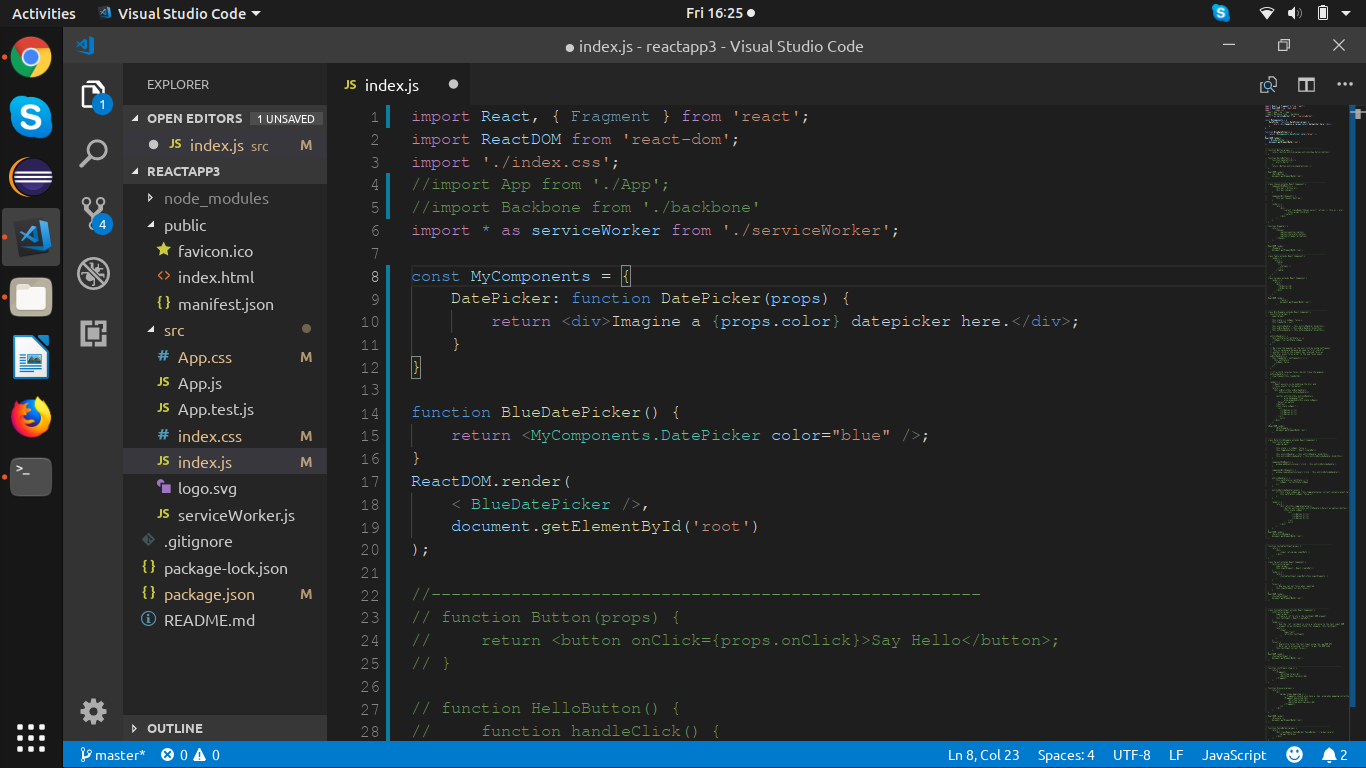 Activities
Visual Studio Code
Fri 16:25
index.js - reactapp3 - Visual Studio Code
EXPLORER
OPEN EDITORS 1 UNSAVED
JS index.js src M
REACTAPP3
node_modules
public
favicon.ico
<> index.html
{} manifest.json
src
# App.css M
JS App.js
JS App.test.js
# index.css M
JS index.js M
logo.svg
JS serviceWorker.js
.gitignore
{} package-lock.json
{} package.json M
README.md
OUTLINE
1
4
JS index.js
1 import React, { Fragment } from 'react';
2 import ReactDOM from 'react-dom';
3 import './index.css';
4 //import App from './App';
5 //import Backbone from './backbone'
6 import * as serviceWorker from './serviceWorker';
7
8 const MyComponents = {
9     DatePicker: function DatePicker(props) {
10         return <div>Imagine a {props.color} datepicker here.</div>;
11     }
12 }
13
14 function BlueDatePicker() {
15     return <MyComponents.DatePicker color="blue" />;
16 }
17 ReactDOM.render(
18     < BlueDatePicker />,
19     document.getElementById('root')
20 );
21
22 //-------------------------------------------------------
23 // function Button(props) {
24 //     return <button onClick={props.onClick}>Say Hello</button>;
25 // }
26
27 // function HelloButton() {
28 //     function handleClick() {
master* 0 0
Ln 8, Col 23 Spaces: 4 UTF-8 LF JavaScript 2